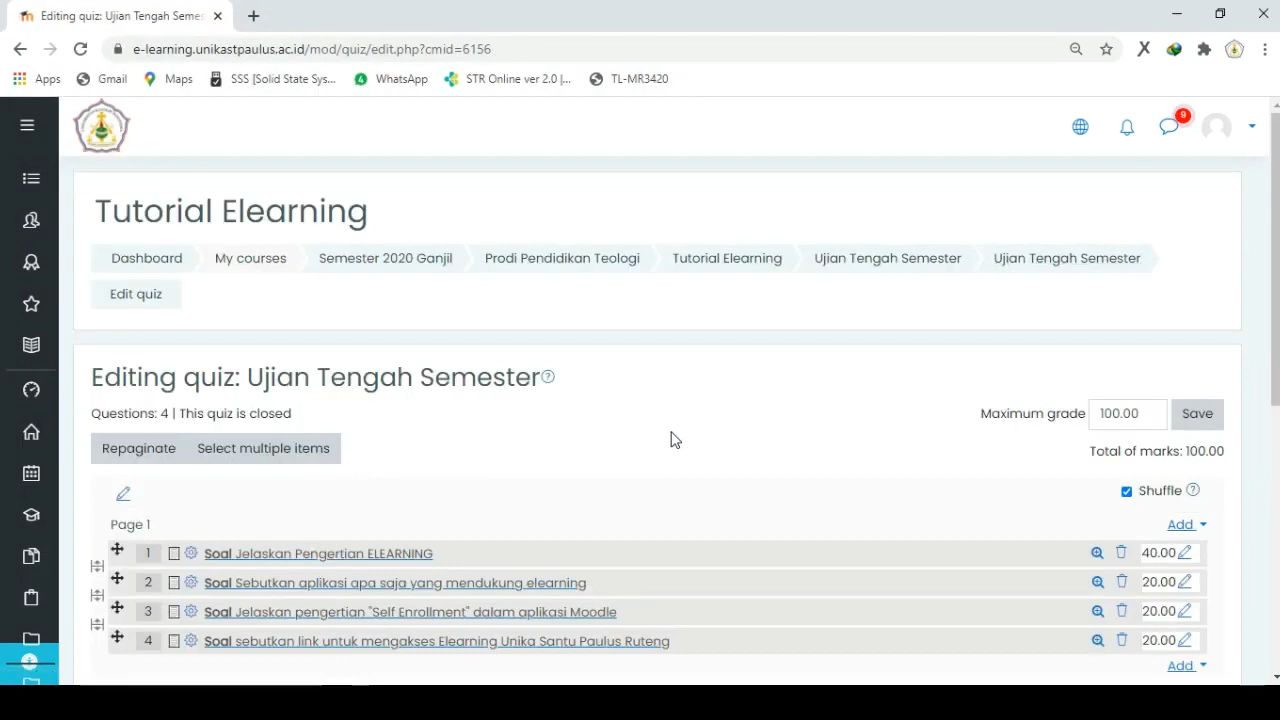 Editing quiz: Ujian Tengah Semes
e-learning.unikastpaulus.ac.id/mod/quiz/edit.php?cmid=6156
Apps Gmail Maps SSS [Solid State Sys... WhatsApp STR Online ver 2.0 |... TL-MR3420
9
Tutorial Elearning
Dashboard My courses Semester 2020 Ganjil Prodi Pendidikan Teologi Tutorial Elearning Ujian Tengah Semester Ujian Tengah Semester
Edit quiz
Editing quiz: Ujian Tengah Semester
Questions: 4 | This quiz is closed
Maximum grade 100.00 Save
Repaginate Select multiple items
Total of marks: 100.00
Shuffle
Page 1
Add
1 Soal Jelaskan Pengertian ELEARNING 40.00
2 Soal Sebutkan aplikasi apa saja yang mendukung elearning 20.00
3 Soal Jelaskan pengertian "Self Enrollment" dalam aplikasi Moodle 20.00
4 Soal sebutkan link untuk mengakses Elearning Unika Santu Paulus Ruteng 20.00
Add